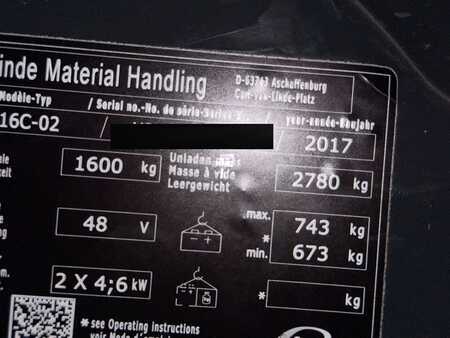 inde Material Handling
D-63743 Aschaffenburg
Carl-von-Linde-Platz
Modèle-Typ / Serial no.-No. de série-Serien
year-année-Baujahr
16C-02 / / 2017
1600 kg
Unladen mass
Masse à vide
Leergewicht
2780 kg
48 V
max. 743 kg
*
min. 673 kg
2 X 4;6 kW
* kg
*see Operating instructions
voir Mode d'emploi